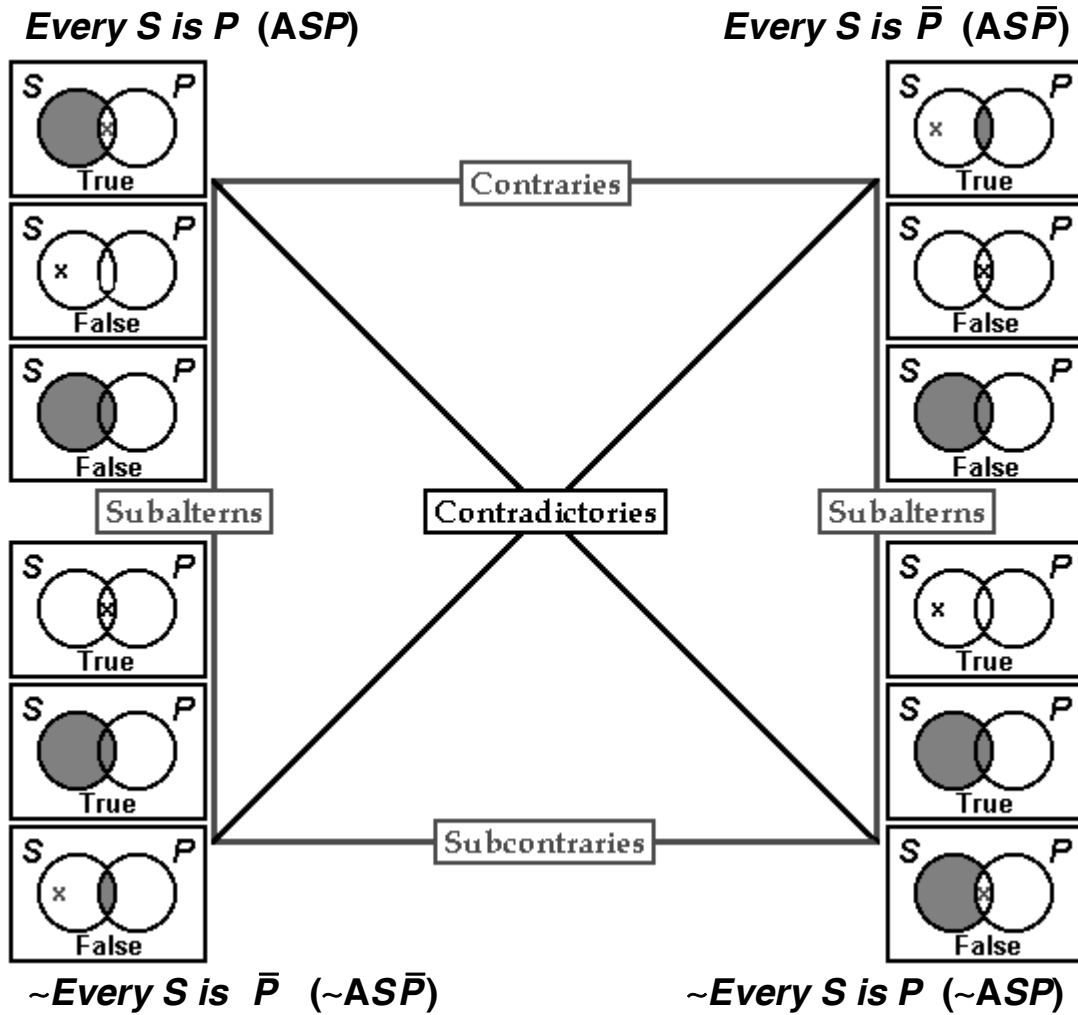 Every S is P (ASP) Every S is P̅ (ASP̅)
S P S P
x x
True True
Contraries
S P S P
x x
False False
S P S P
False False
Subalterns Contradictories Subalterns
S P S P
x x
True True
S P S P
True True
Subcontraries
S P S P
x x
False False
~Every S is P̅ (~ASP̅) ~Every S is P (~ASP)